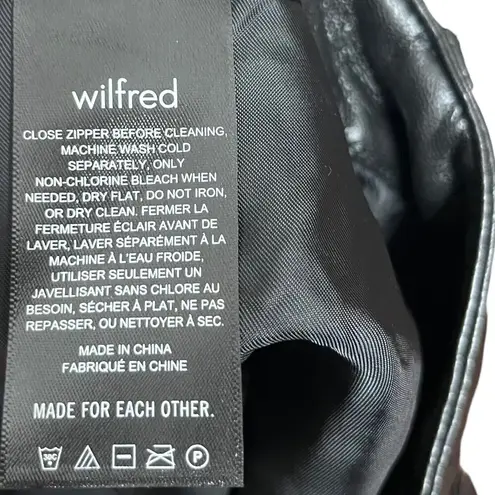 wilfred
CLOSE ZIPPER BEFORE CLEANING,
MACHINE WASH COLD
SEPARATELY, ONLY
NON-CHLORINE BLEACH WHEN
NEEDED, DRY FLAT, DO NOT IRON,
OR DRY CLEAN. FERMER LA
FERMETURE ÉCLAIR AVANT DE
LAVER, LAVER SÉPARÉMENT À LA
MACHINE À L'EAU FROIDE,
UTILISER SEULEMENT UN
JAVELLISANT SANS CHLORE AU
BESOIN, SÉCHER À PLAT, NE PAS
REPASSER, OU NETTOYER À SEC.
MADE IN CHINA
FABRIQUÉ EN CHINE
MADE FOR EACH OTHER.
30C
P